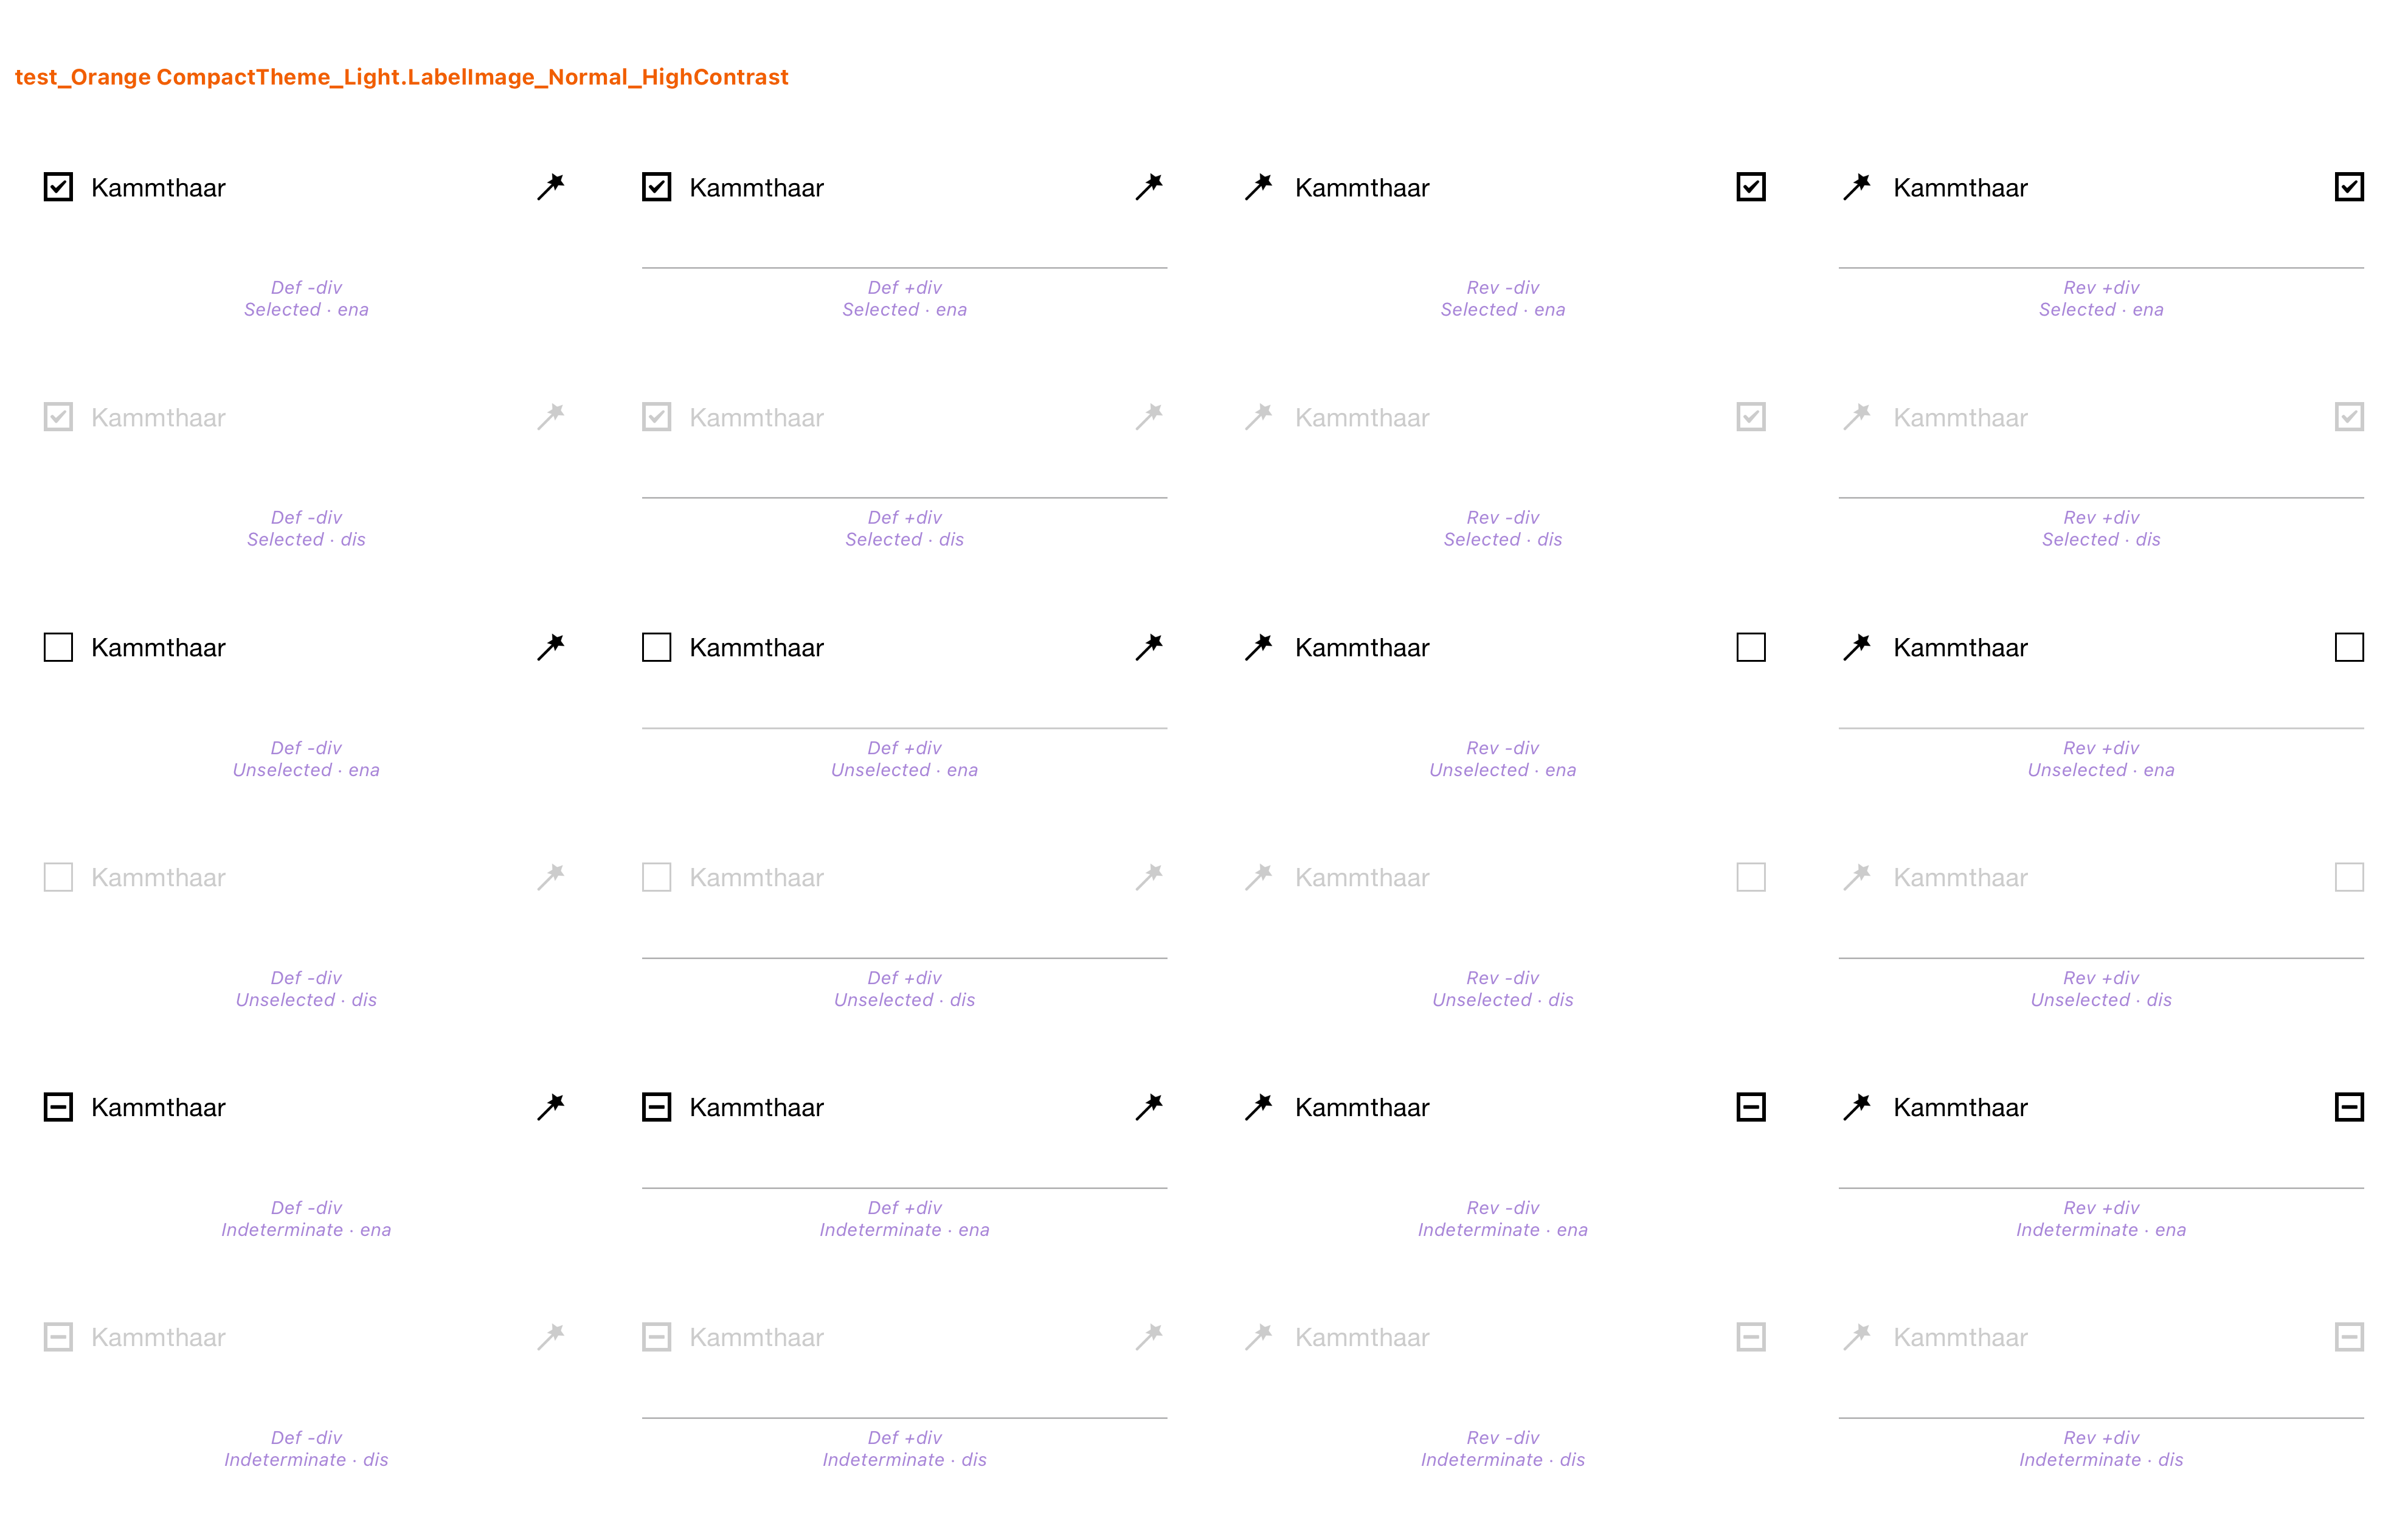 test_Orange CompactTheme_Light.LabelImage_Normal_HighContrast
Kammthaar
Kammthaar
Kammthaar
Kammthaar
Def -div
Selected · ena
Def +div
Selected · ena
Rev -div
Selected · ena
Rev +div
Selected · ena
Kammthaar
Kammthaar
Kammthaar
Kammthaar
Def -div
Selected · dis
Def +div
Selected · dis
Rev -div
Selected · dis
Rev +div
Selected · dis
Kammthaar
Kammthaar
Kammthaar
Kammthaar
Def -div
Unselected · ena
Def +div
Unselected · ena
Rev -div
Unselected · ena
Rev +div
Unselected · ena
Kammthaar
Kammthaar
Kammthaar
Kammthaar
Def -div
Unselected · dis
Def +div
Unselected · dis
Rev -div
Unselected · dis
Rev +div
Unselected · dis
Kammthaar
Kammthaar
Kammthaar
Kammthaar
Def -div
Indeterminate · ena
Def +div
Indeterminate · ena
Rev -div
Indeterminate · ena
Rev +div
Indeterminate · ena
Kammthaar
Kammthaar
Kammthaar
Kammthaar
Def -div
Indeterminate · dis
Def +div
Indeterminate · dis
Rev -div
Indeterminate · dis
Rev +div
Indeterminate · dis